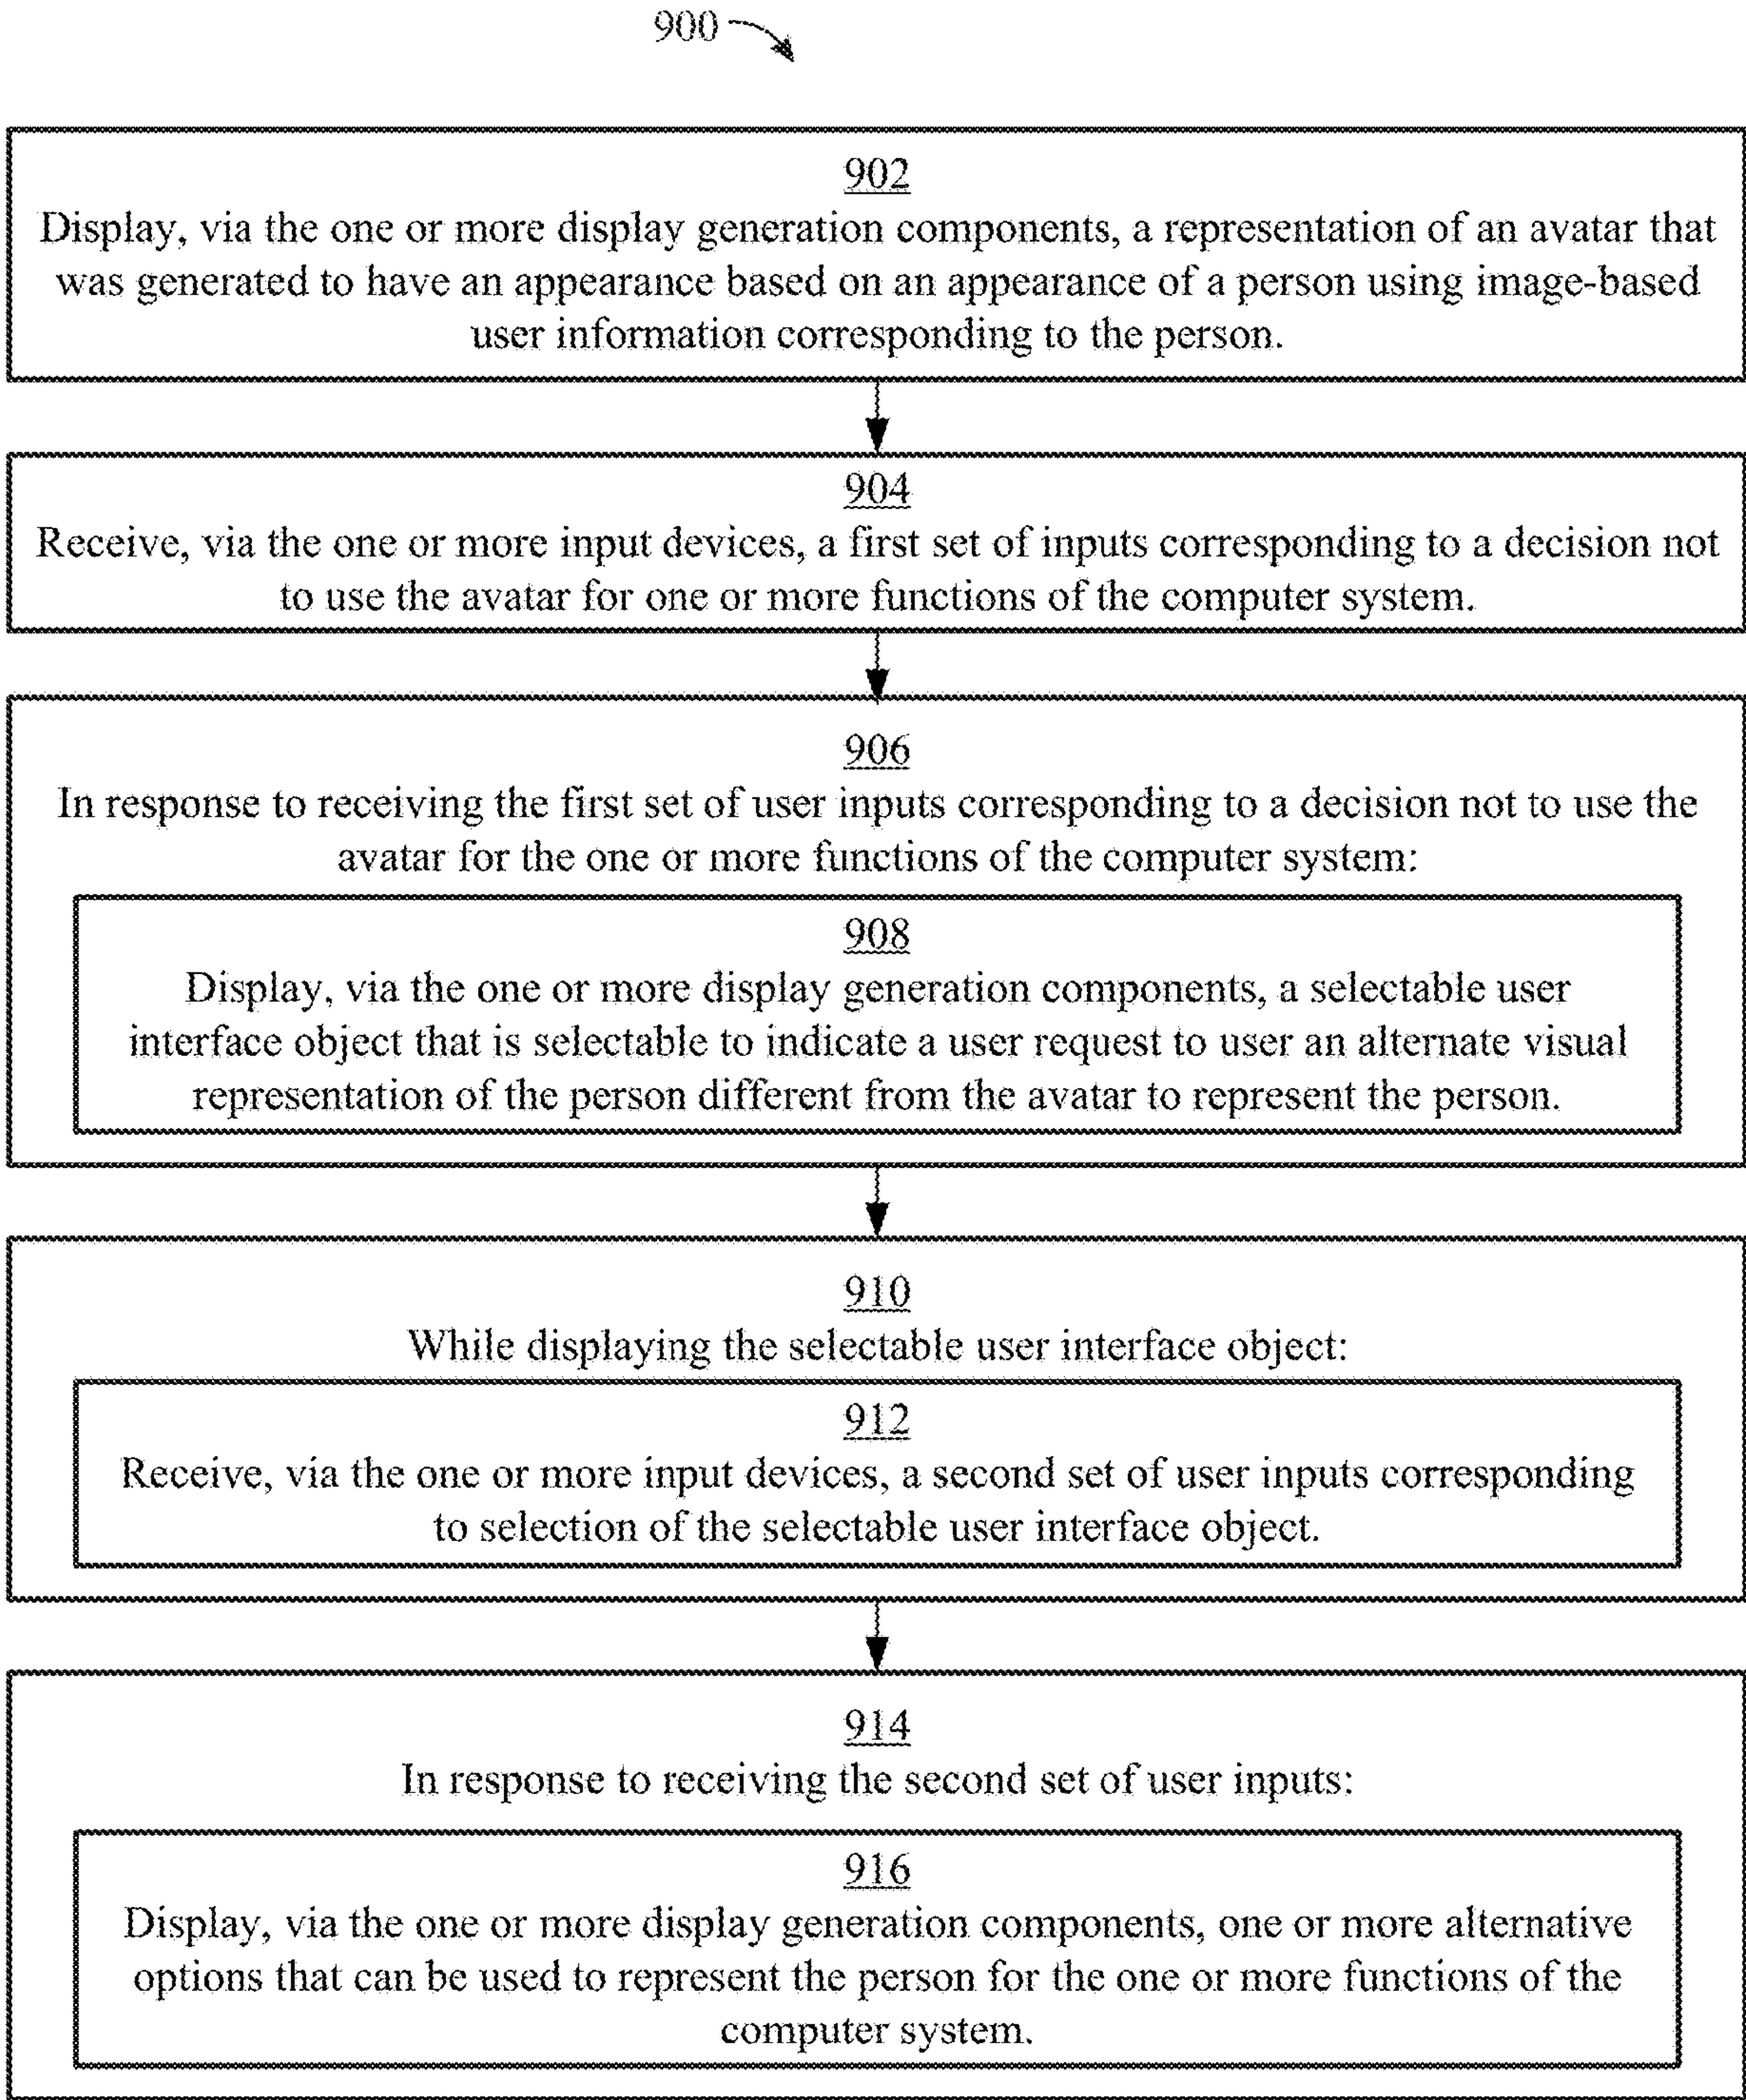 900
902
Display, via the one or more display generation components, a representation of an avatar that
was generated to have an appearance based on an appearance of a person using image-based
user information corresponding to the person.
904
Receive, via the one or more input devices, a first set of inputs corresponding to a decision not
to use the avatar for one or more functions of the computer system.
906
In response to receiving the first set of user inputs corresponding to a decision not to use the
avatar for the one or more functions of the computer system:
908
Display, via the one or more display generation components, a selectable user
interface object that is selectable to indicate a user request to user an alternate visual
representation of the person different from the avatar to represent the person.
910
While displaying the selectable user interface object:
912
Receive, via the one or more input devices, a second set of user inputs corresponding
to selection of the selectable user interface object.
914
In response to receiving the second set of user inputs:
916
Display, via the one or more display generation components, one or more alternative
options that can be used to represent the person for the one or more functions of the
computer system.